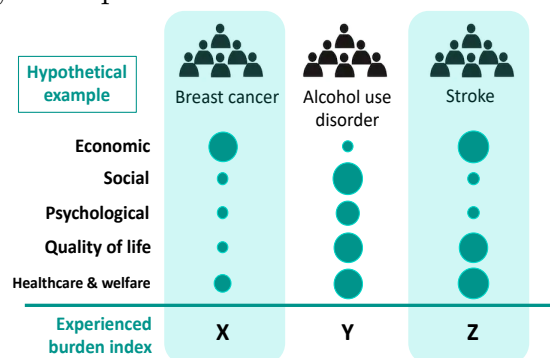 Hypothetical
example
Breast cancer
Alcohol use
disorder
Stroke
Economic
Social
Psychological
Quality of life
Healthcare & welfare
Experienced
burden index
X
Y
Z